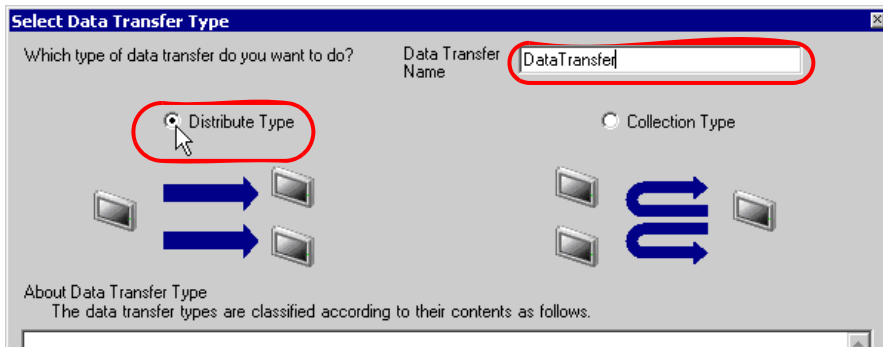 Select Data Transfer Type
Which type of data transfer do you want to do?
Data Transfer Name
DataTransfer
Distribute Type
Collection Type
About Data Transfer Type
The data transfer types are classified according to their contents as follows.